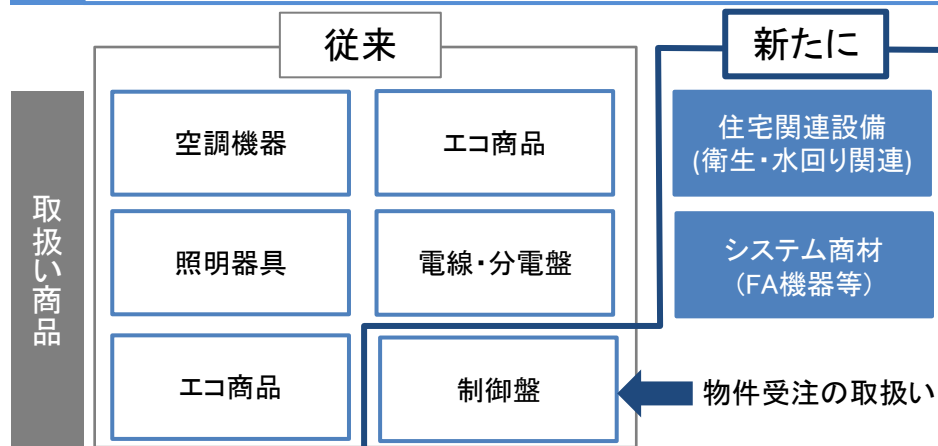 従来
新たに
取扱い商品
空調機器
エコ商品
住宅関連設備
(衛生・水回り関連)
照明器具
電線・分電盤
システム商材
（FA機器等）
エコ商品
制御盤
物件受注の取扱い